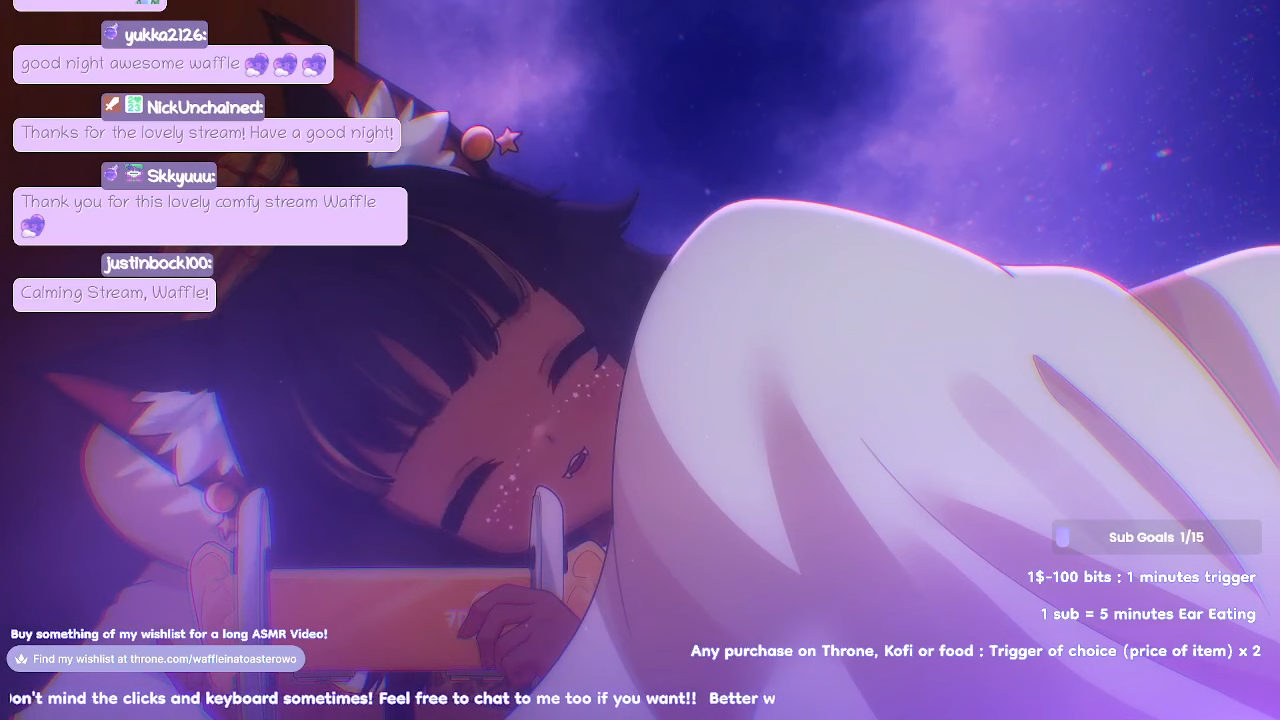 yukka2126:
good night awesome waffle
NickUnchained:
Thanks for the lovely stream! Have a good night!
Skkyuuu:
Thank you for this lovely comfy stream Waffle
justinbock100:
Calming Stream, Waffle!
Sub Goals 1/15
1$-100 bits : 1 minutes trigger
1 sub = 5 minutes Ear Eating
Buy something of my wishlist for a long ASMR Video!
Find my wishlist at throne.com/waffleinatoasterowo
Any purchase on Throne, Kofi or food : Trigger of choice (price of item) x 2
on't mind the clicks and keyboard sometimes! Feel free to chat to me too if you want!! Better w